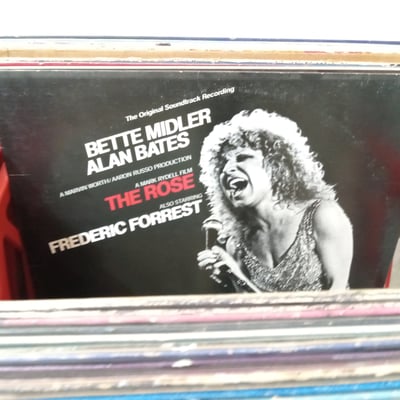 The Original Soundtrack Recording
BETTE MIDLER
ALAN BATES
A MARVIN WORTH/AARON RUSSO PRODUCTION
A MARK RYDELL FILM
THE ROSE
ALSO STARRING
FREDERIC FORREST